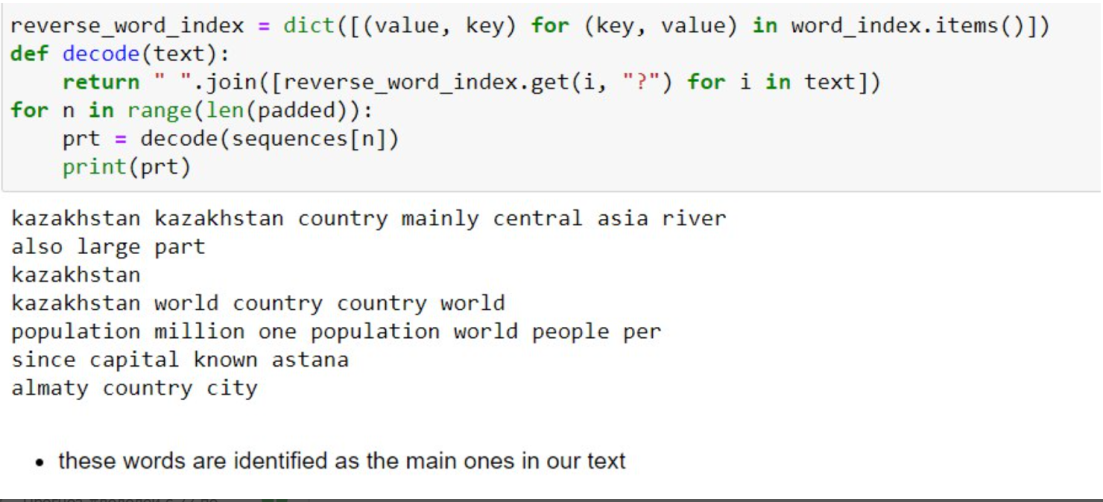 reverse_word_index = dict([(value, key) for (key, value) in word_index.items()])
def decode(text):
    return " ".join([reverse_word_index.get(i, "?") for i in text])
for n in range(len(padded)):
    prt = decode(sequences[n])
    print(prt)
kazakhstan kazakhstan country mainly central asia river
also large part
kazakhstan
kazakhstan world country country world
population million one population world people per
since capital known astana
almaty country city
• these words are identified as the main ones in our text